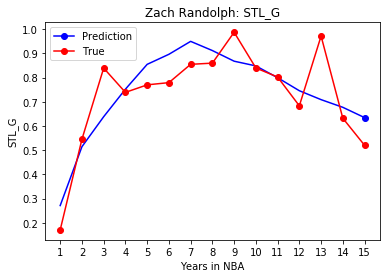 Zach Randolph: STL_G
Prediction
True
STL_G
1.0
0.9
0.8
0.7
0.6
0.5
0.4
0.3
0.2
1 2 3 4 5 6 7 8 9 10 11 12 13 14 15
Years in NBA